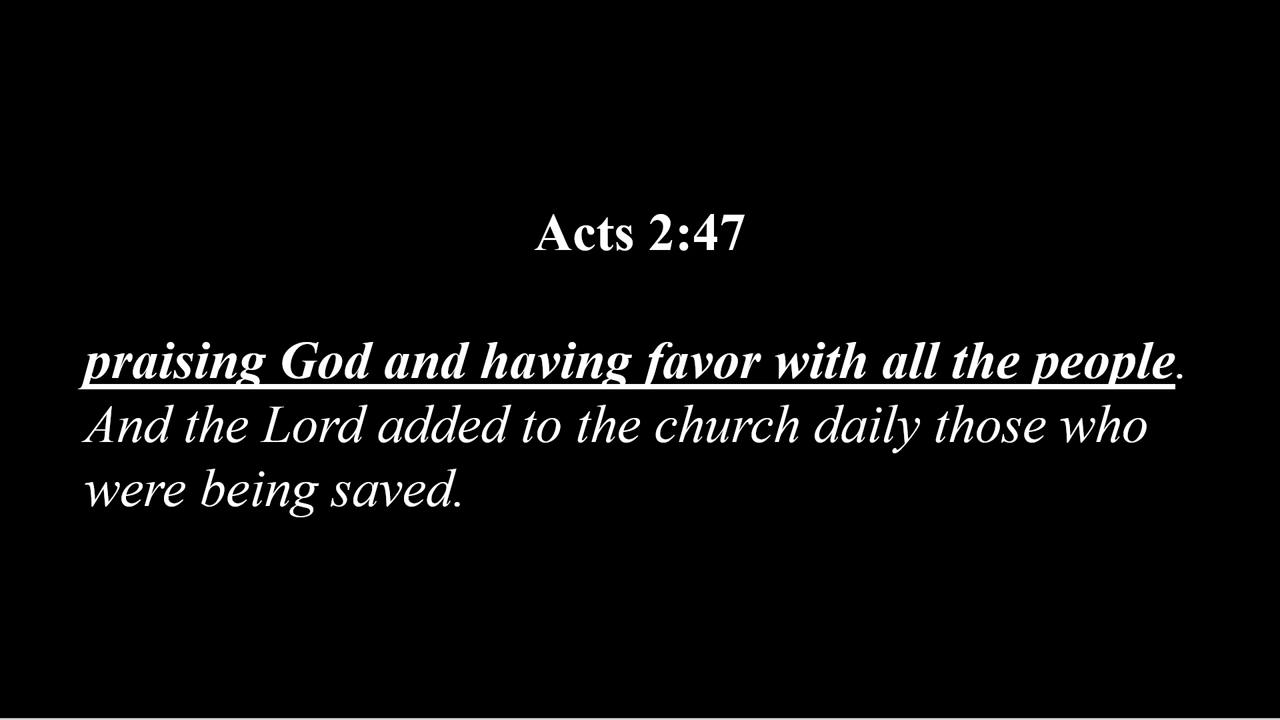 Acts 2:47
praising God and having favor with all the people.
And the Lord added to the church daily those who
were being saved.